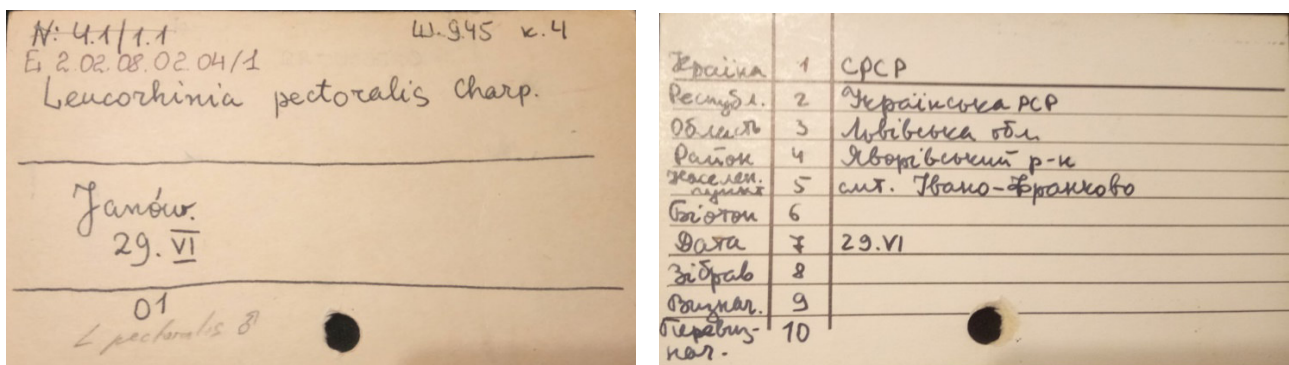 N: 4.1/1.1 Ш.945 к.4
E: 2.02.08.02.04/1
Leucorhinia pectoralis Charp.
Janów.
29. VI
01
L pectoralis ♂
Країна 1 СРСР
Республ. 2 Українська РСР
Область 3 Львівська обл.
Район 4 Яворівський р-н
Населен. пункт 5 смт. Івано-Франково
Біотоп 6
Дата 7 29.VI
Зібрав 8
Визнач. 9
Перевиз-
нач. 10